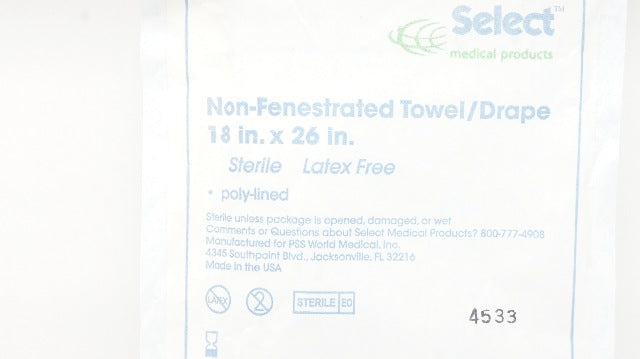 Select™
medical products
Non-Fenestrated Towel/Drape
18 in. x 26 in.
Sterile Latex Free
• poly-lined
Sterile unless package is opened, damaged, or wet
Comments or Questions about Select Medical Products? 800-777-4908
Manufactured for PSS World Medical, Inc.
4345 Southpoint Blvd., Jacksonville, FL 32216
Made in the USA
LATEX 2 STERILE EO
4533